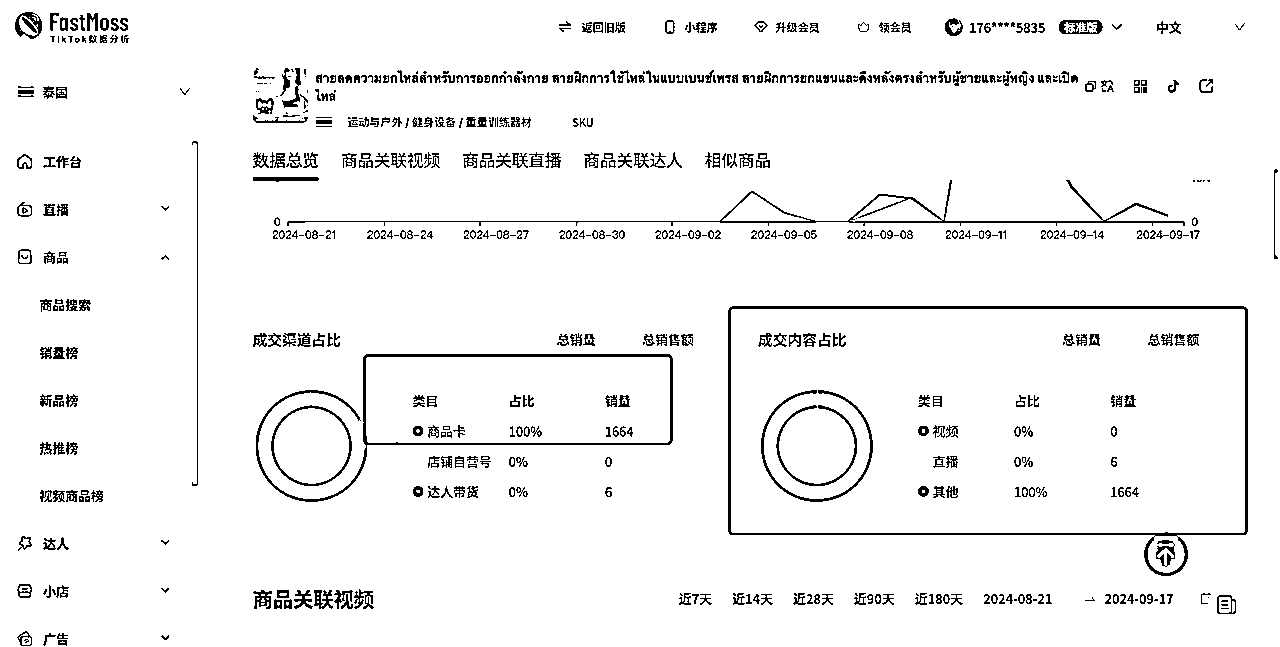 FastMoss
TikTok数据分析
返回旧版 小程序 升级会员 领会员 176****5835 标准版 中文
泰国
工作台
直播
商品
商品搜索
销量榜
新品榜
热推榜
视频商品榜
达人
小店
广告
สายลดความยกไหล่สำหรับการออกกำลังกาย สายฝึกการใช้ไหล่ในแบบเบนช์เพรส สายฝึกการยกแขนและดึงหลังตรงสำหรับผู้ชายและผู้หญิง และเปิด
ไหล่
运动与户外 / 健身设备 / 重量训练器材 SKU
数据总览 商品关联视频 商品关联直播 商品关联达人 相似商品
0 0
2024-08-21 2024-08-24 2024-08-27 2024-08-30 2024-09-02 2024-09-05 2024-09-08 2024-09-11 2024-09-14 2024-09-17
成交渠道占比 总销量 总销售额
类目 占比 销量
商品卡 100% 1664
店铺自营号 0% 0
达人带货 0% 6
成交内容占比 总销量 总销售额
类目 占比 销量
视频 0% 0
直播 0% 6
其他 100% 1664
商品关联视频 近7天 近14天 近28天 近90天 近180天 2024-08-21 → 2024-09-17